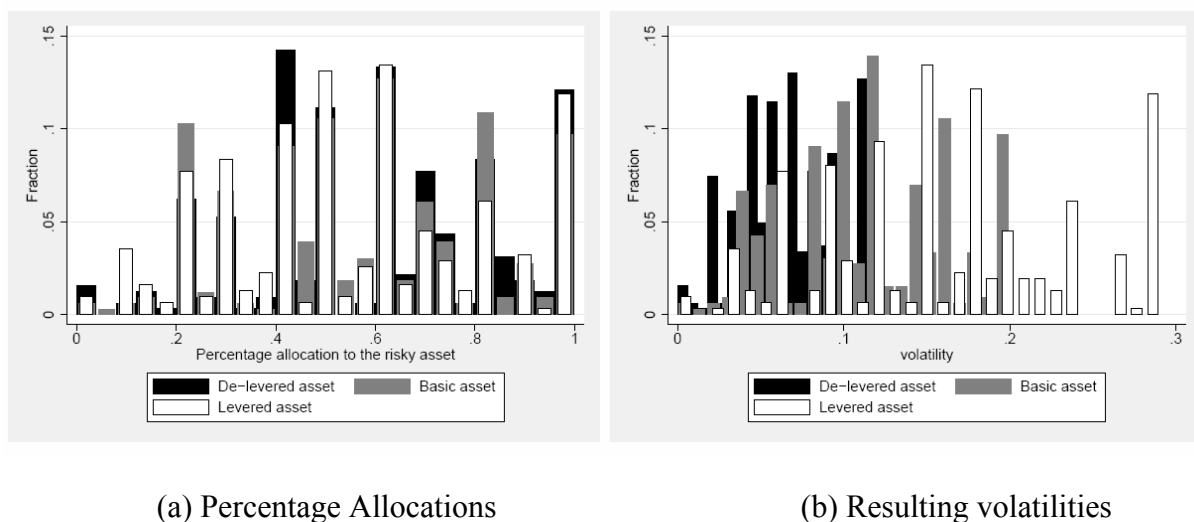 .15
.1
.05
0
Fraction
0 .2 .4 .6 .8 1
Percentage allocation to the risky asset
De-levered asset Basic asset
Levered asset
.15
.1
.05
0
Fraction
0 .1 .2 .3
volatility
De-levered asset Basic asset
Levered asset
(a) Percentage Allocations
(b) Resulting volatilities